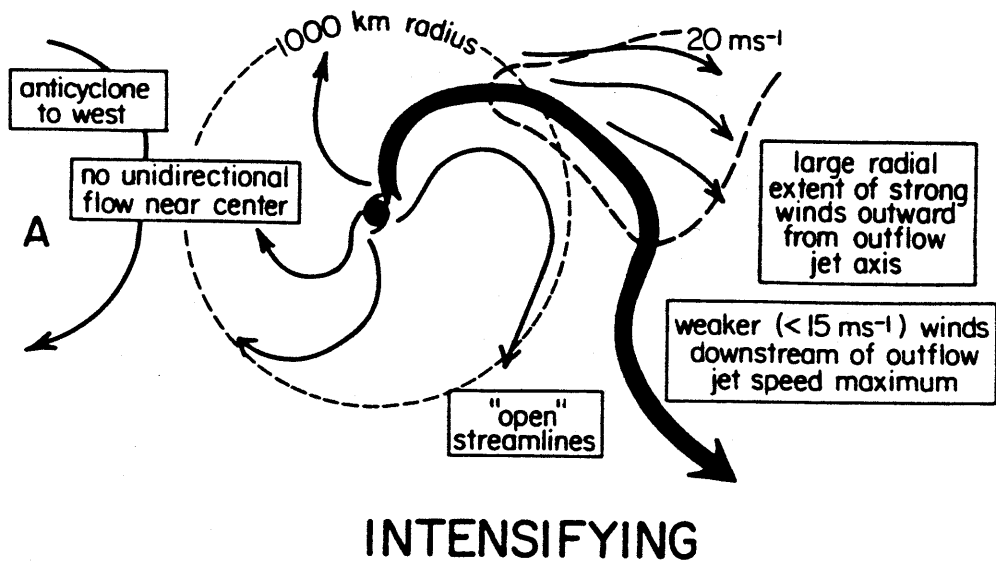 1000 km radius
20 ms⁻¹
anticyclone
to west
no unidirectional
flow near center
A
large radial
extent of strong
winds outward
from outflow
jet axis
weaker (<15 ms⁻¹) winds
downstream of outflow
jet speed maximum
"open"
streamlines
INTENSIFYING